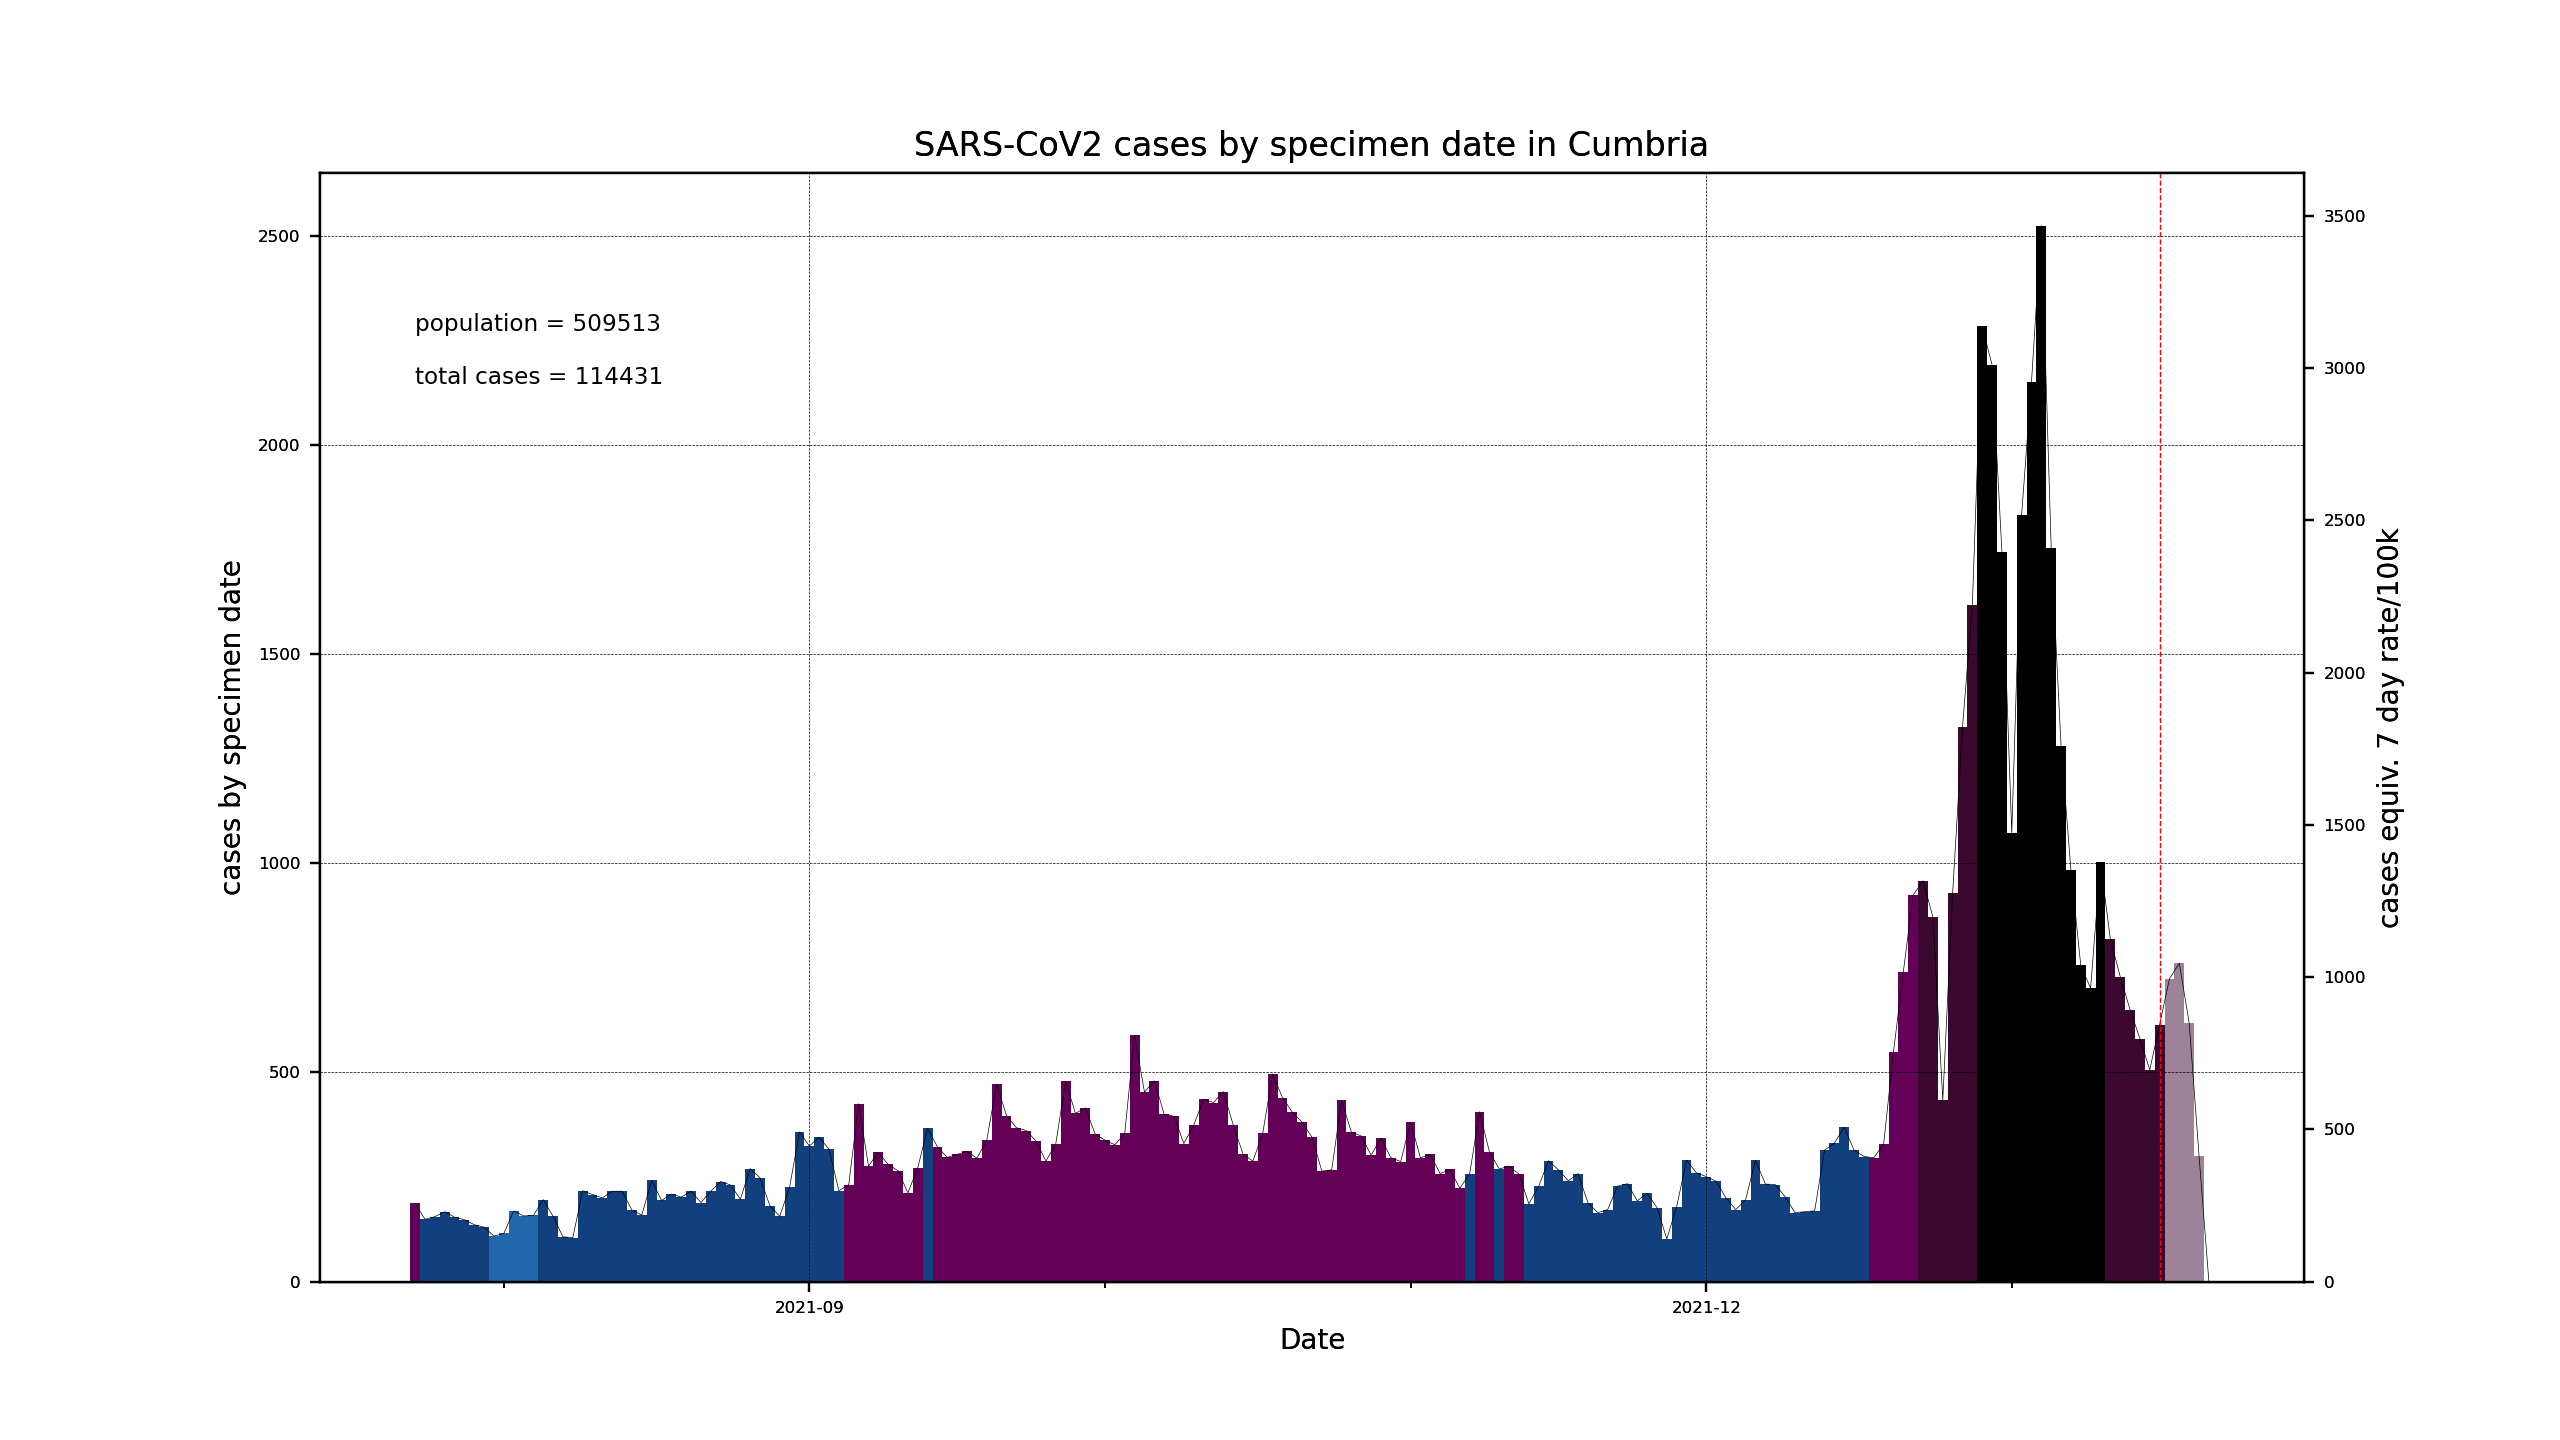 SARS-CoV2 cases by specimen date in Cumbria
population = 509513
total cases = 114431
cases by specimen date
2500
2000
1500
1000
500
0
3500
3000
2500
2000
1500
1000
500
0
cases equiv. 7 day rate/100k
2021-09
2021-12
Date